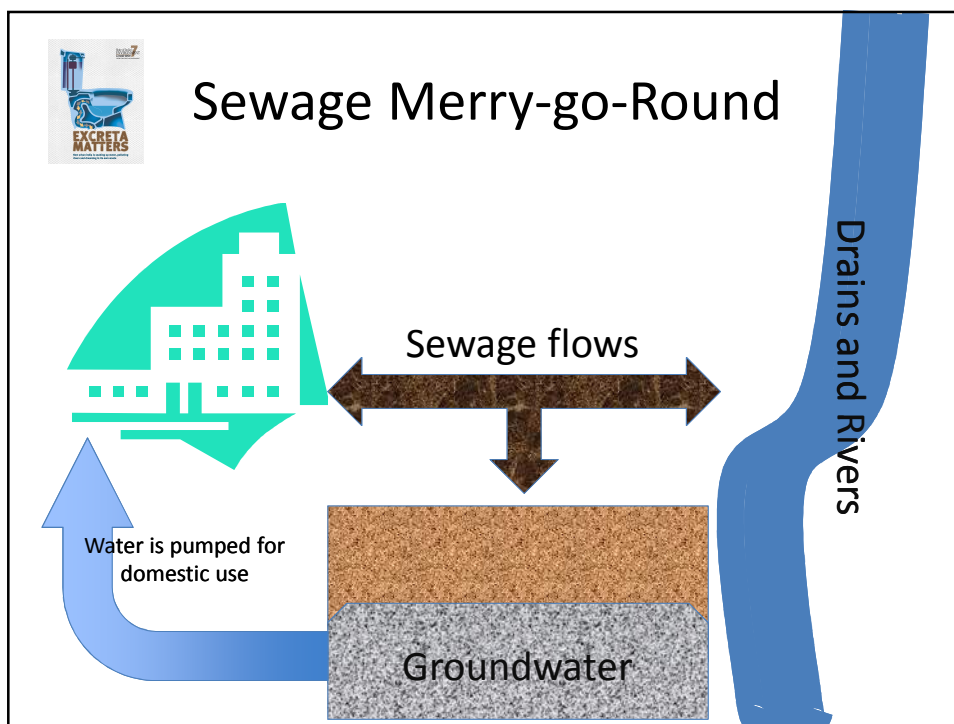 EXCRETA
MATTERS
Sewage Merry-go-Round
Sewage flows
Drains and Rivers
Water is pumped for
domestic use
Groundwater